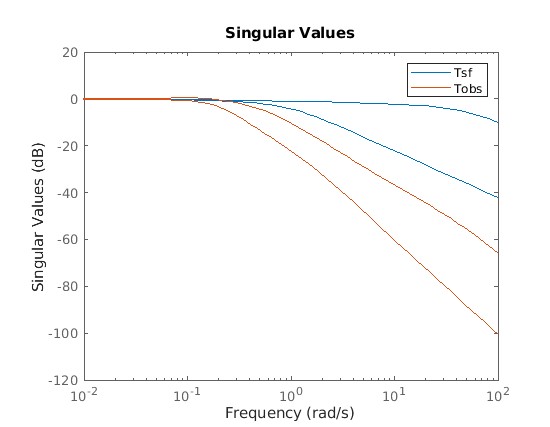 Singular Values
Tsf
Tobs
Singular Values (dB)
20
0
-20
-40
-60
-80
-100
-120
10^-2
10^-1
10^0
10^1
10^2
Frequency (rad/s)